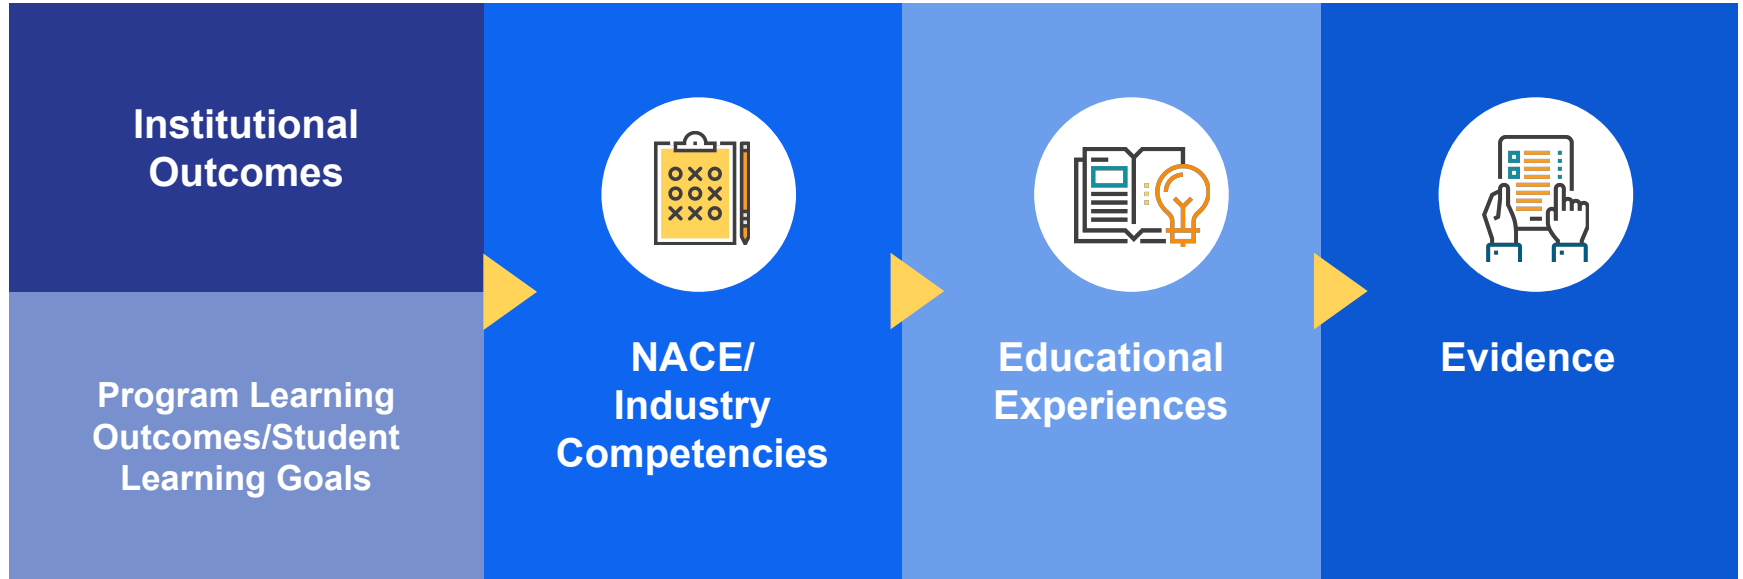 Institutional
Outcomes
Program Learning
Outcomes/Student
Learning Goals
NACE/
Industry
Competencies
Educational
Experiences
Evidence